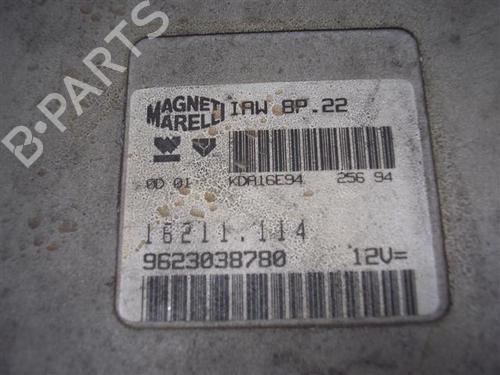 B·PARTS
MAGNETI MARELLI IAW 8P.22
0D 01 KDA16E94 256 94
16211.114
9623038780 12V=